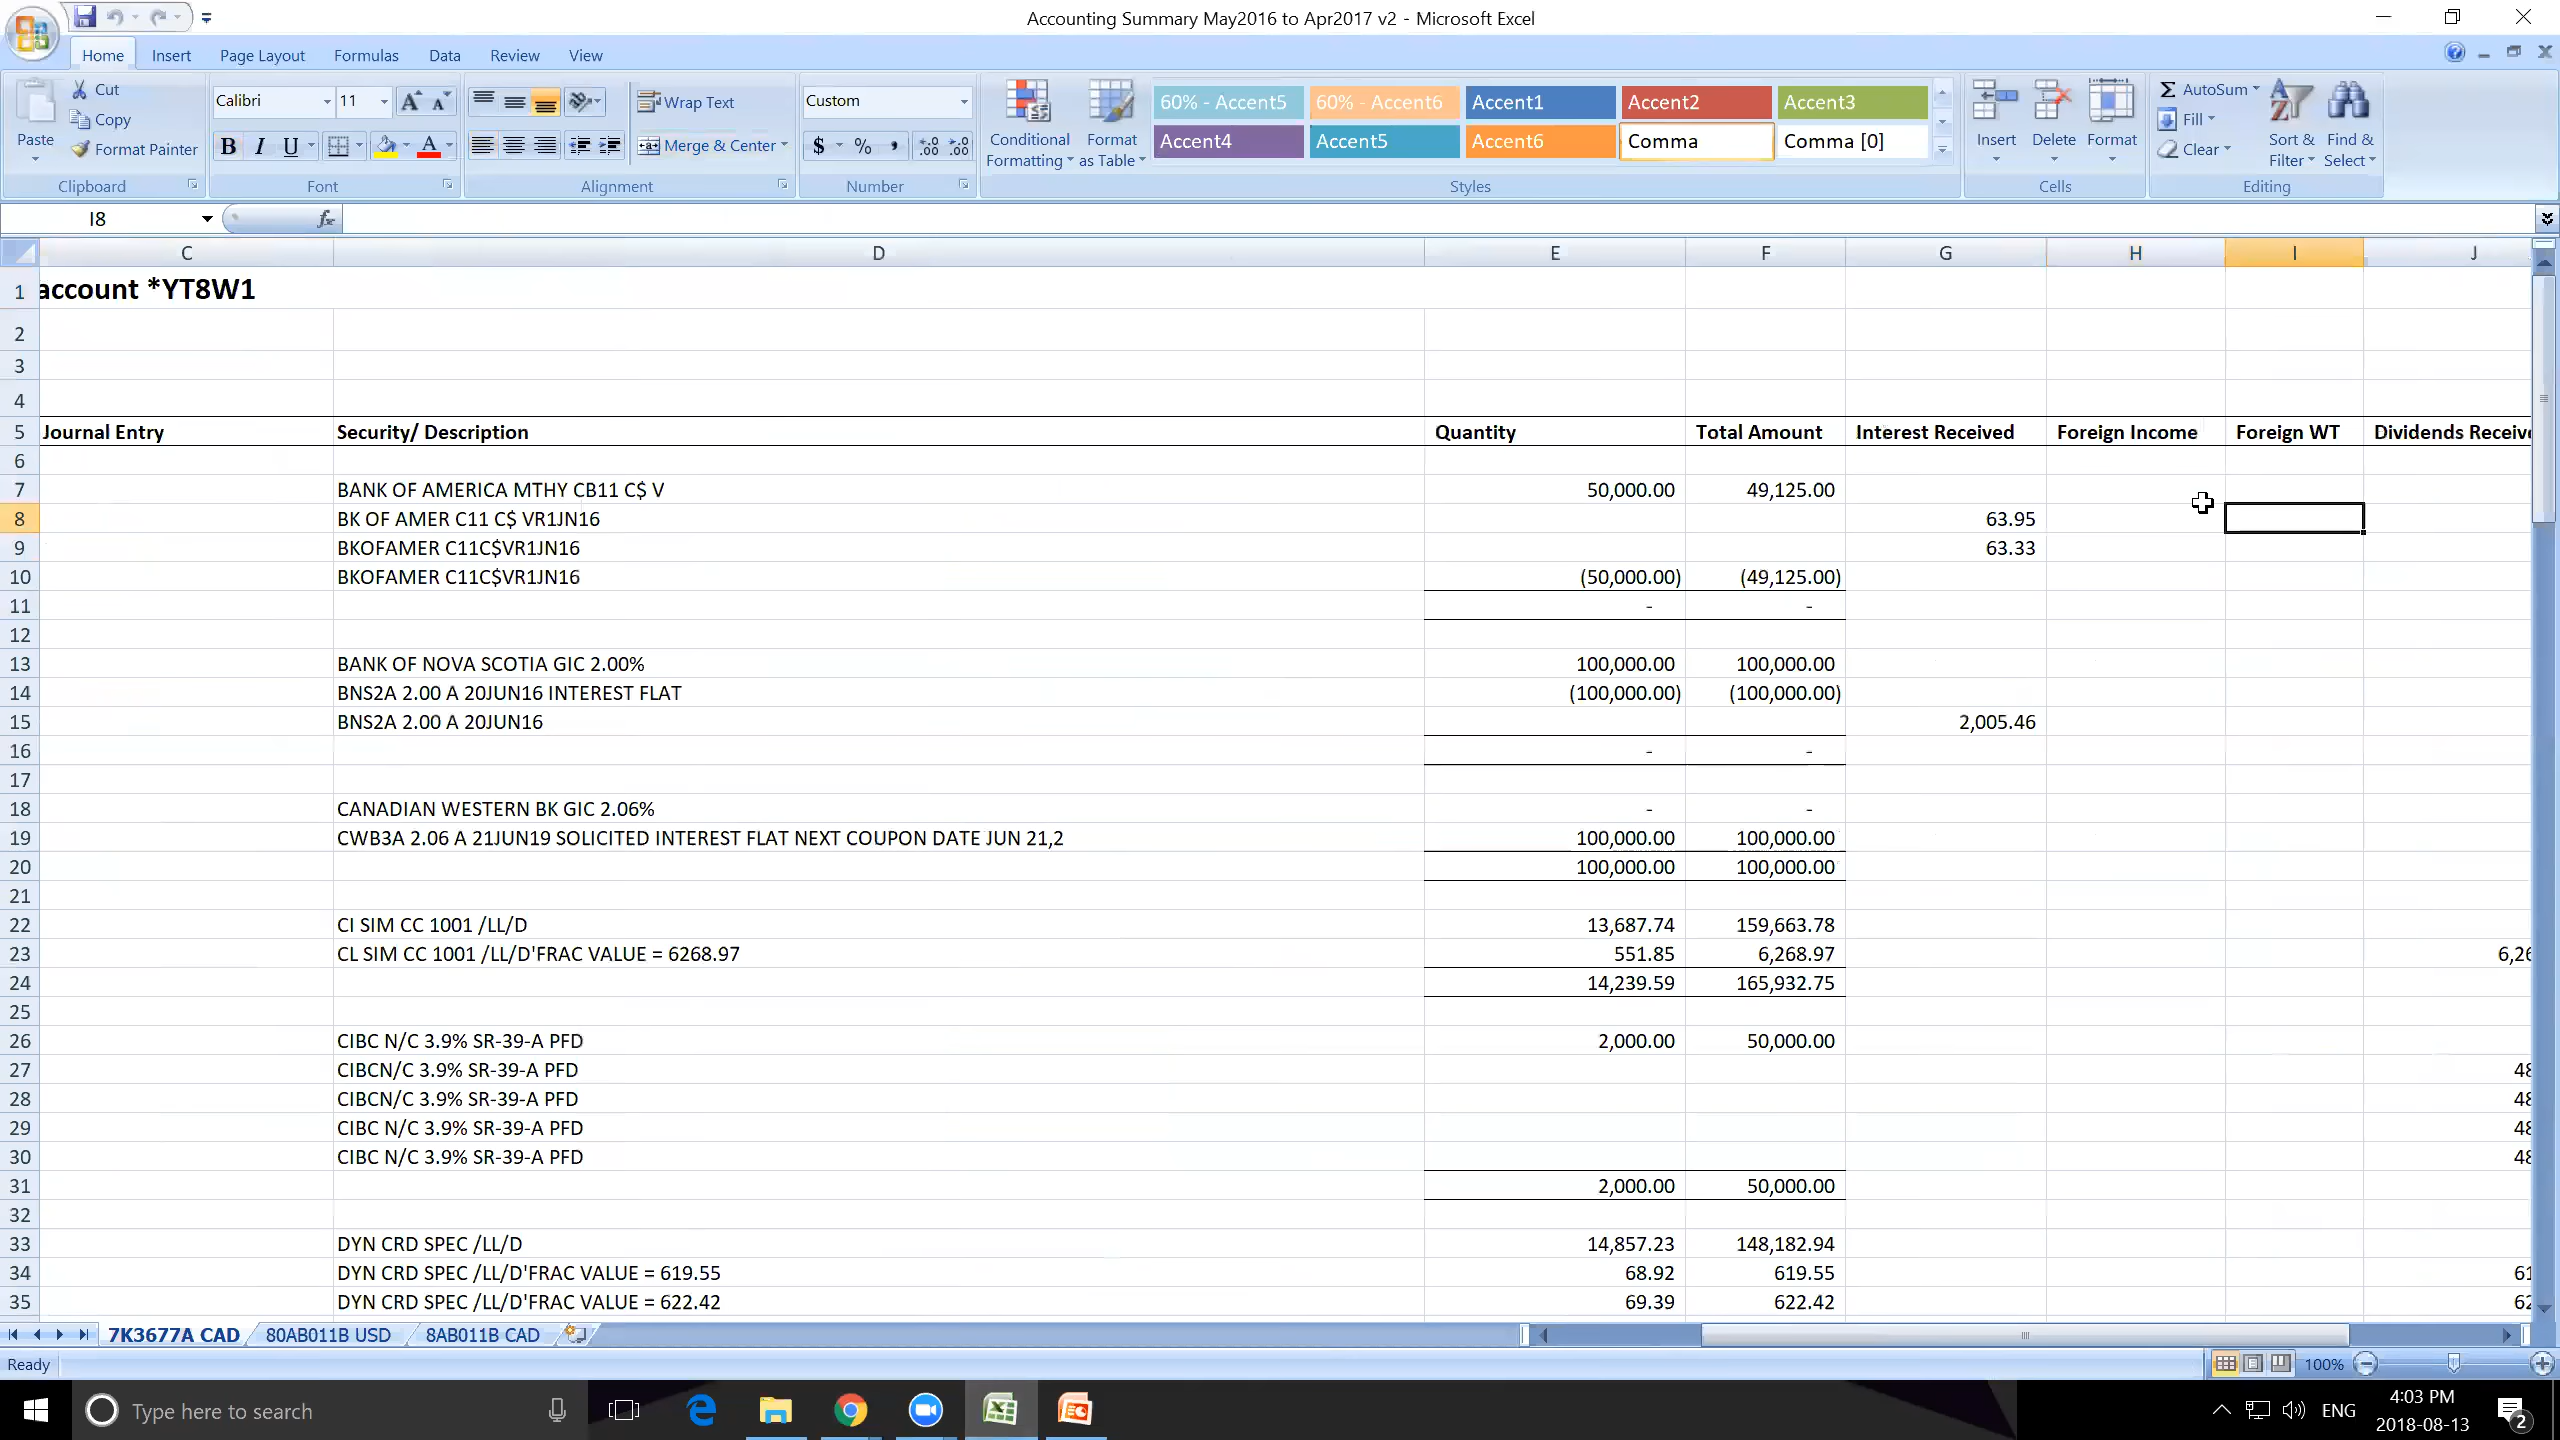 Accounting Summary May2016 to Apr2017 v2 - Microsoft Excel
Home Insert Page Layout Formulas Data Review View
Paste Cut Copy Format Painter
Clipboard
Calibri 11
B I U A
Font
Wrap Text
Merge & Center
Alignment
Custom
$ % ,
Number
Conditional Formatting
Format as Table
60% - Accent5 60% - Accent6 Accent1 Accent2 Accent3
Accent4 Accent5 Accent6 Comma Comma [0]
Styles
Insert Delete Format
Cells
Σ AutoSum
Fill
Clear
Sort & Filter
Find & Select
Editing
I8 fx
C D E F G H I J
1 account *YT8W1
2
3
4
5 Journal Entry Security/ Description Quantity Total Amount Interest Received Foreign Income Foreign WT Dividends Receive
6
7 BANK OF AMERICA MTHY CB11 C$ V 50,000.00 49,125.00
8 BK OF AMER C11 C$ VR1JN16 63.95
9 BKOFAMER C11C$VR1JN16 63.33
10 BKOFAMER C11C$VR1JN16 (50,000.00) (49,125.00)
11 - -
12
13 BANK OF NOVA SCOTIA GIC 2.00% 100,000.00 100,000.00
14 BNS2A 2.00 A 20JUN16 INTEREST FLAT (100,000.00) (100,000.00)
15 BNS2A 2.00 A 20JUN16 2,005.46
16 - -
17
18 CANADIAN WESTERN BK GIC 2.06% - -
19 CWB3A 2.06 A 21JUN19 SOLICITED INTEREST FLAT NEXT COUPON DATE JUN 21,2 100,000.00 100,000.00
20 100,000.00 100,000.00
21
22 CI SIM CC 1001 /LL/D 13,687.74 159,663.78
23 CL SIM CC 1001 /LL/D'FRAC VALUE = 6268.97 551.85 6,268.97 6,26
24 14,239.59 165,932.75
25
26 CIBC N/C 3.9% SR-39-A PFD 2,000.00 50,000.00
27 CIBCN/C 3.9% SR-39-A PFD 48
28 CIBCN/C 3.9% SR-39-A PFD 48
29 CIBC N/C 3.9% SR-39-A PFD 48
30 CIBC N/C 3.9% SR-39-A PFD 48
31 2,000.00 50,000.00
32
33 DYN CRD SPEC /LL/D 14,857.23 148,182.94
34 DYN CRD SPEC /LL/D'FRAC VALUE = 619.55 68.92 619.55 61
35 DYN CRD SPEC /LL/D'FRAC VALUE = 622.42 69.39 622.42 62
7K3677A CAD 80AB011B USD 8AB011B CAD
Ready 100%
Type here to search
ENG
4:03 PM
2018-08-13
2